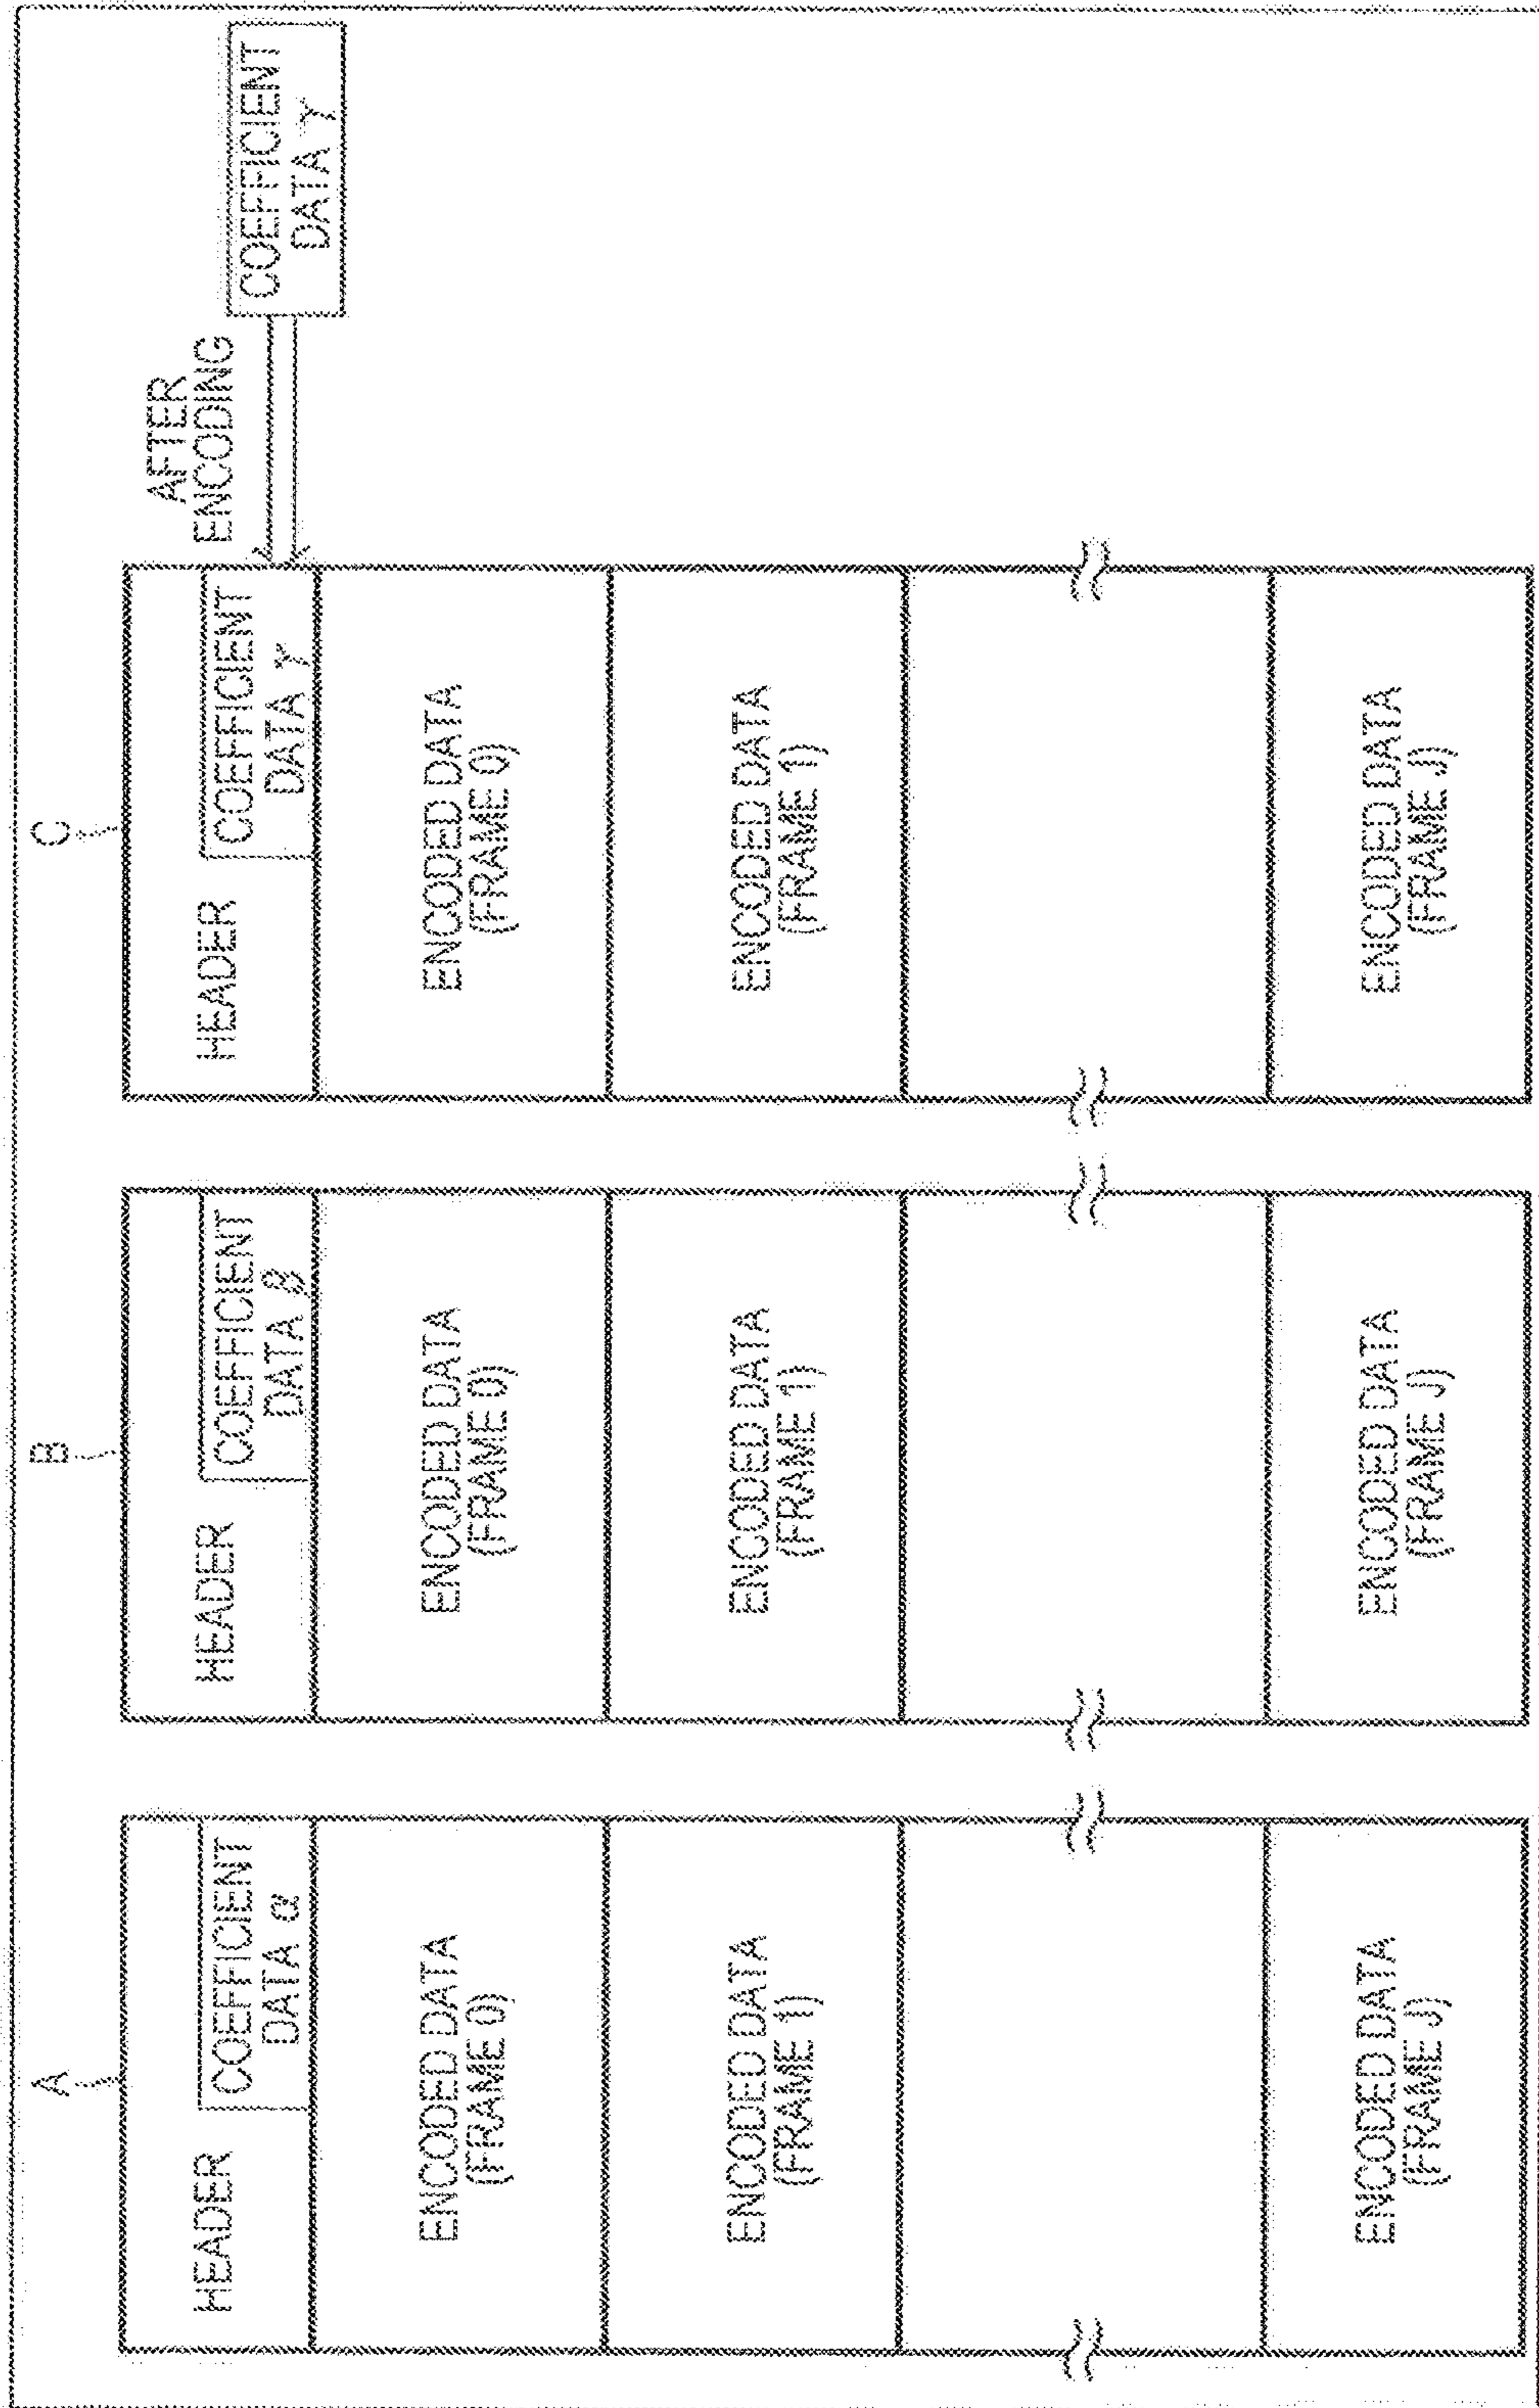 A
HEADER
COEFFICIENT
DATA α
ENCODED DATA
(FRAME 0)
ENCODED DATA
(FRAME 1)
ENCODED DATA
(FRAME J)
B
HEADER
COEFFICIENT
DATA β
ENCODED DATA
(FRAME 0)
ENCODED DATA
(FRAME 1)
ENCODED DATA
(FRAME J)
C
HEADER
COEFFICIENT
DATA γ
ENCODED DATA
(FRAME 0)
ENCODED DATA
(FRAME 1)
ENCODED DATA
(FRAME J)
AFTER
ENCODING
COEFFICIENT
DATA γ